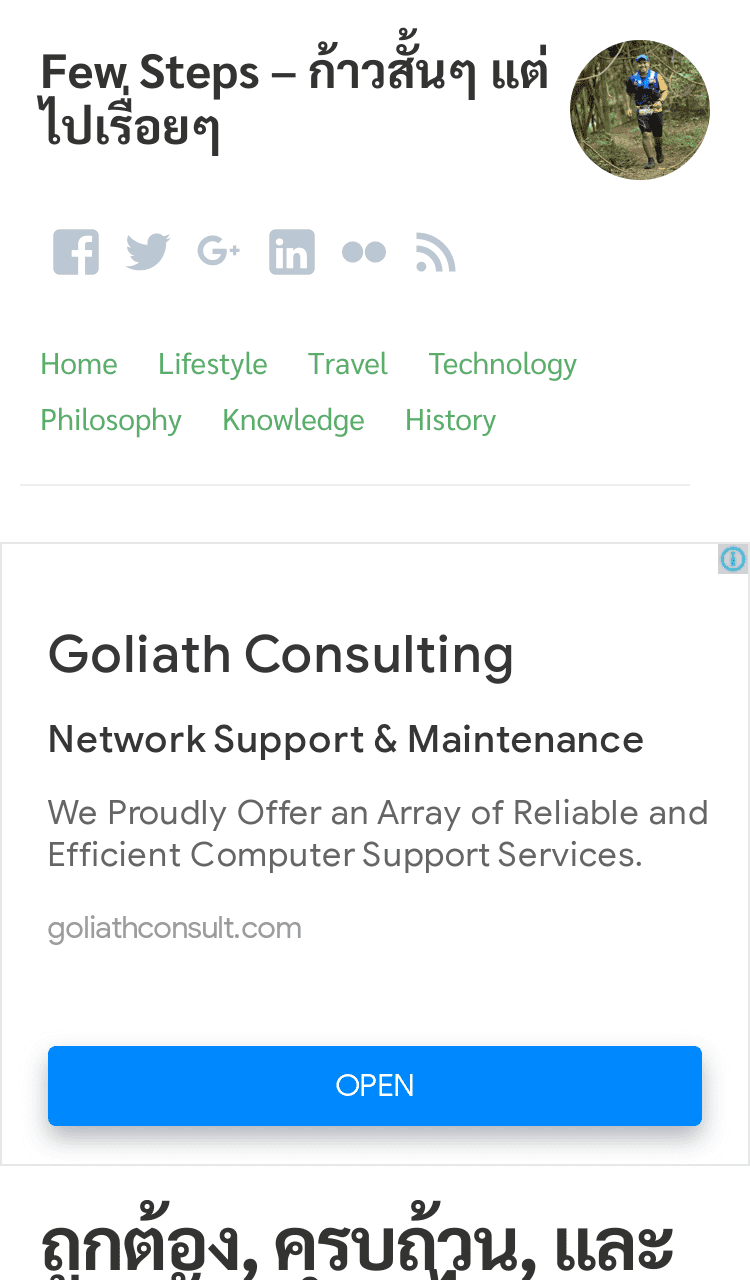 Few Steps – ก้าวสั้นๆ แต่
ไปเรื่อยๆ
Home Lifestyle Travel Technology
Philosophy Knowledge History
Goliath Consulting
Network Support & Maintenance
We Proudly Offer an Array of Reliable and
Efficient Computer Support Services.
goliathconsult.com
OPEN
ถูกต้อง, ครบถ้วน, และ